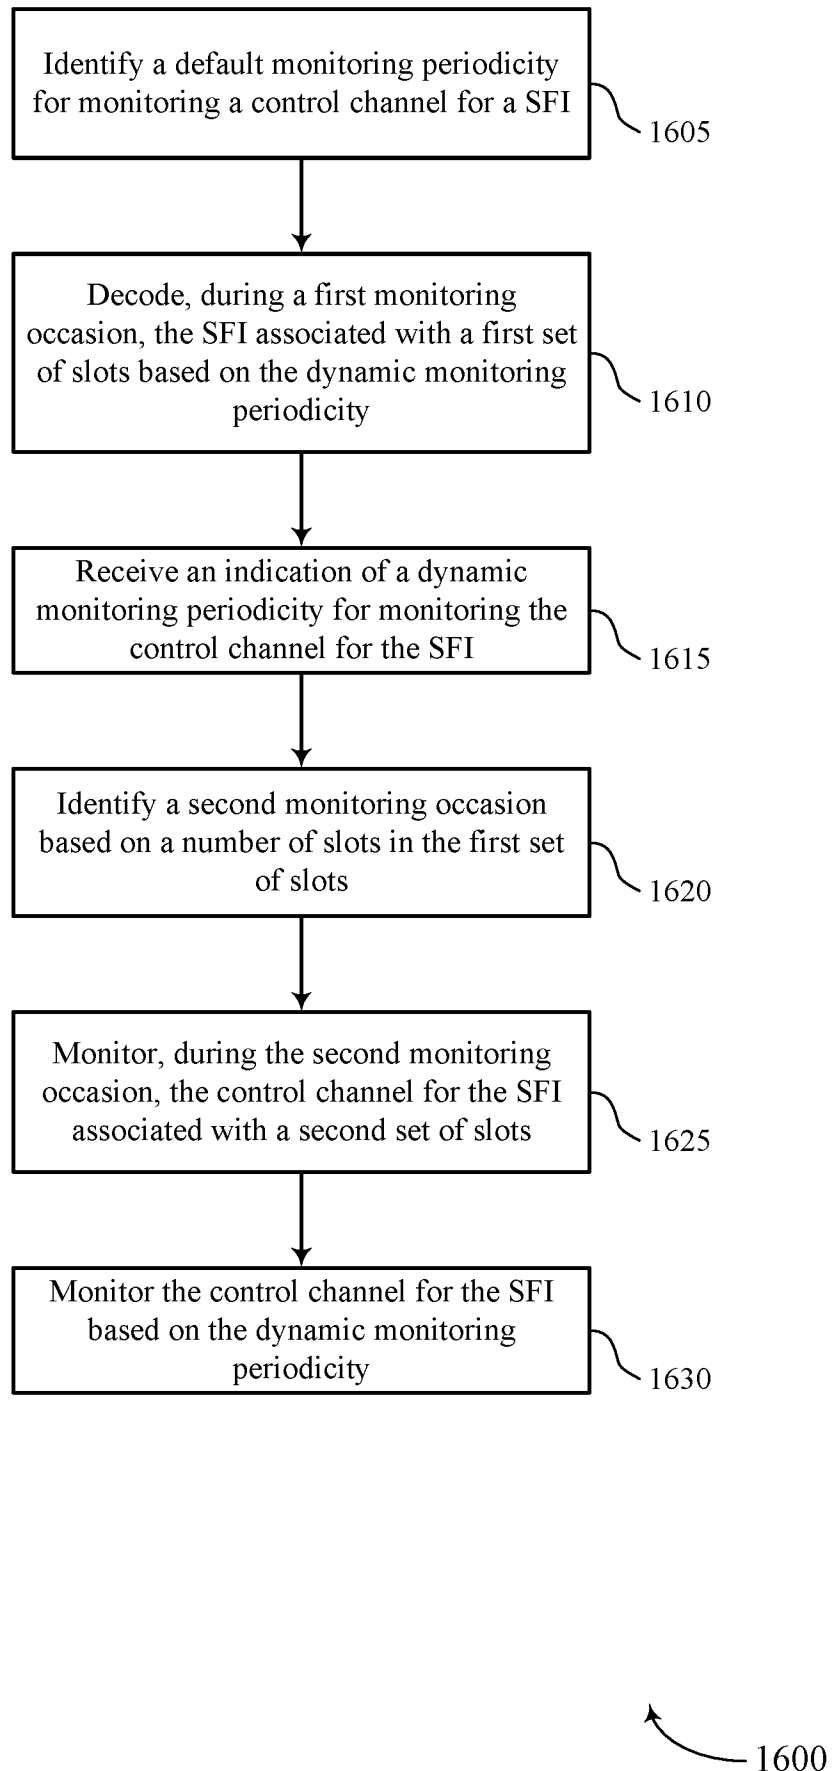 Identify a default monitoring periodicity
for monitoring a control channel for a SFI
1605
Decode, during a first monitoring
occasion, the SFI associated with a first set
of slots based on the dynamic monitoring
periodicity
1610
Receive an indication of a dynamic
monitoring periodicity for monitoring the
control channel for the SFI
1615
Identify a second monitoring occasion
based on a number of slots in the first set
of slots
1620
Monitor, during the second monitoring
occasion, the control channel for the SFI
associated with a second set of slots
1625
Monitor the control channel for the SFI
based on the dynamic monitoring
periodicity
1630
1600